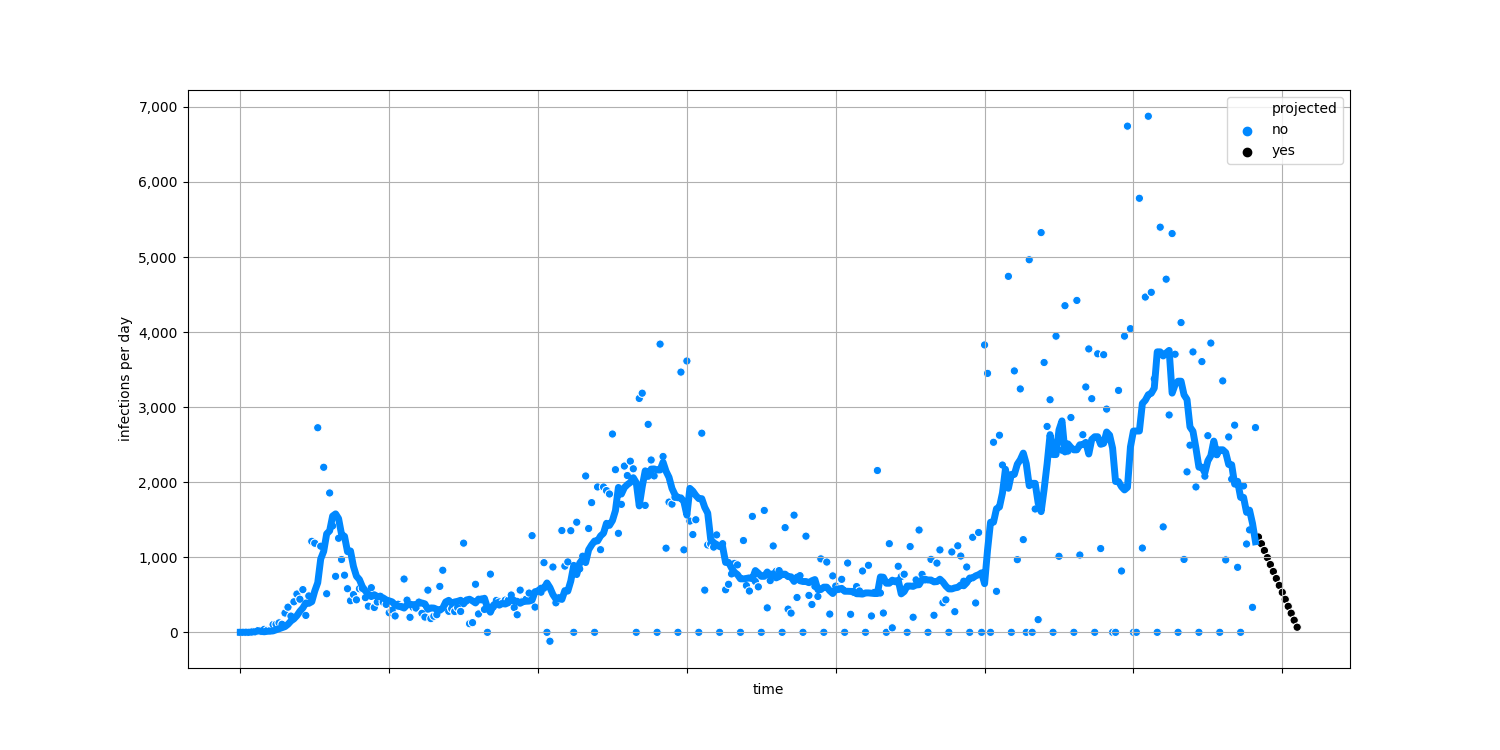 7,000
6,000
5,000
4,000
3,000
2,000
1,000
0
infections per day
time
projected
no
yes